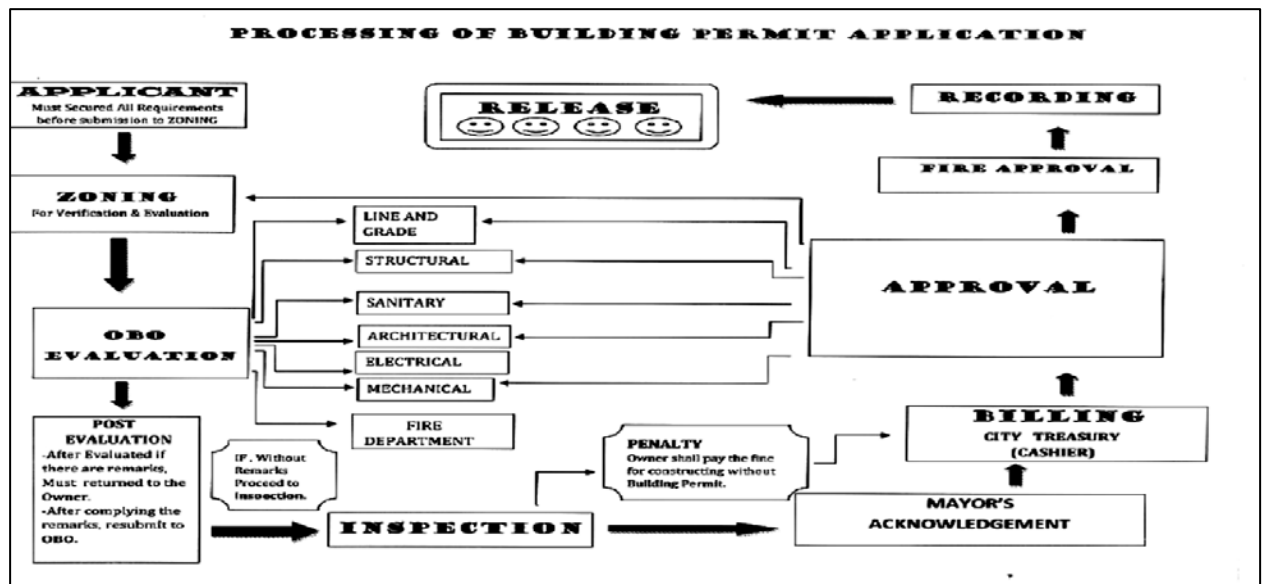 PROCESSING OF BUILDING PERMIT APPLICATION
APPLICANT
Must Secured All Requirements
before submission to ZONING
RELEASE
RECORDING
FIRE APPROVAL
ZONING
For Verification & Evaluation
LINE AND
GRADE
STRUCTURAL
SANITARY
ARCHITECTURAL
ELECTRICAL
MECHANICAL
FIRE
DEPARTMENT
APPROVAL
OBO
EVALUATION
POST
EVALUATION
-After Evaluated if
there are remarks,
Must returned to the
Owner.
-After complying the
remarks, resubmit to
OBO.
IF, Without
Remarks
Proceed to
Inspection.
INSPECTION
PENALTY
Owner shall pay the fine
for constructing without
Building Permit.
BILLING
CITY TREASURY
(CASHIER)
MAYOR'S
ACKNOWLEDGEMENT